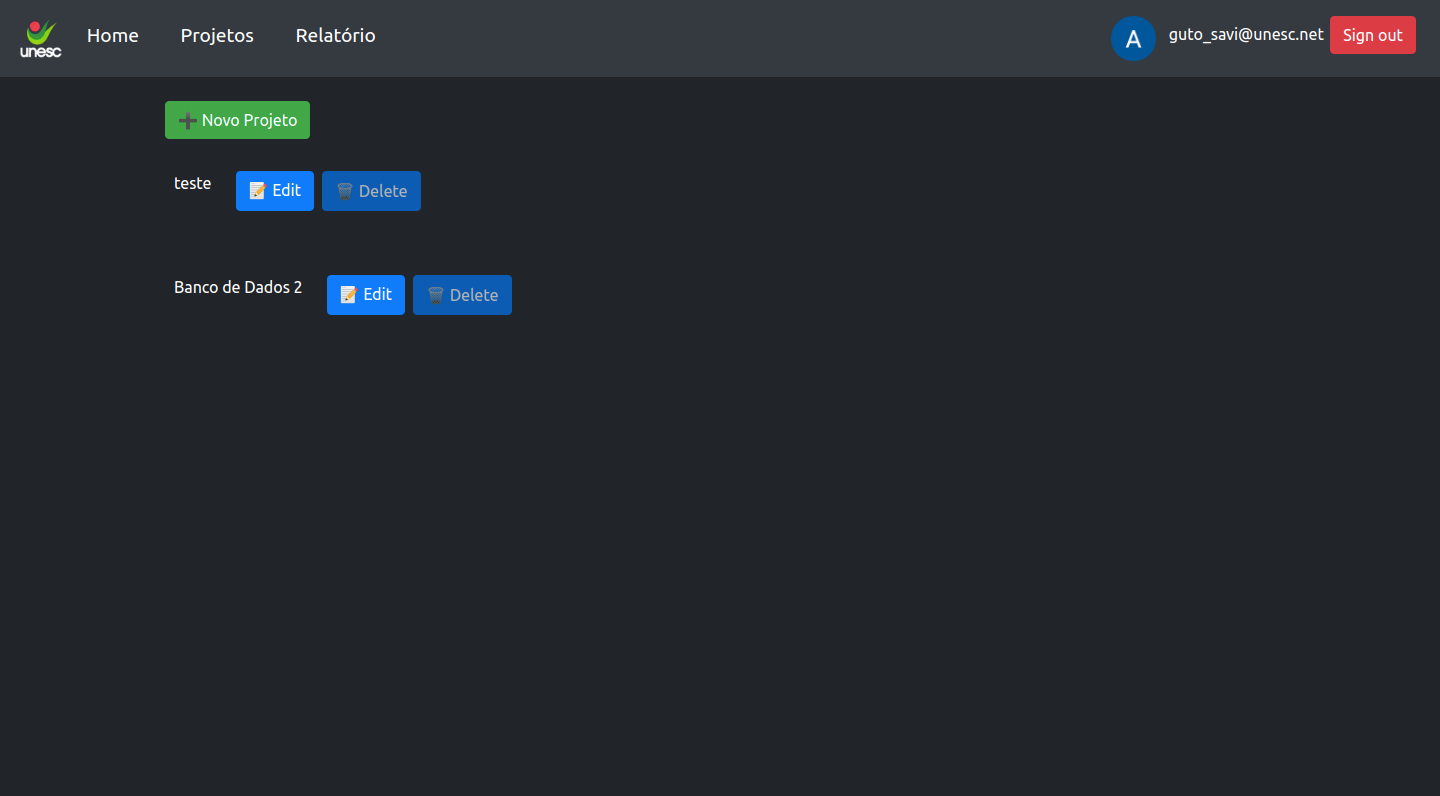 unesc Home Projetos Relatório A guto_savi@unesc.net Sign out
➕ Novo Projeto
teste 📝 Edit 🗑️ Delete
Banco de Dados 2 📝 Edit 🗑️ Delete